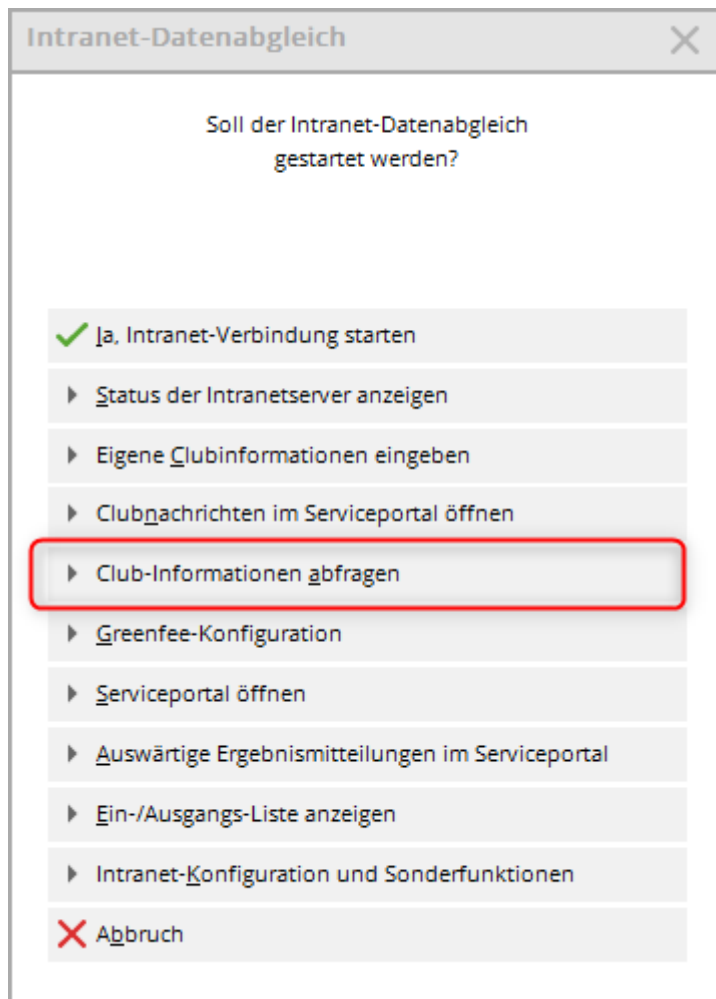 Intranet-Datenabgleich
Soll der Intranet-Datenabgleich
gestartet werden?
Ja, Intranet-Verbindung starten
Status der Intranetserver anzeigen
Eigene Clubinformationen eingeben
Clubnachrichten im Serviceportal öffnen
Club-Informationen abfragen
Greenfee-Konfiguration
Serviceportal öffnen
Auswärtige Ergebnismitteilungen im Serviceportal
Ein-/Ausgangs-Liste anzeigen
Intranet-Konfiguration und Sonderfunktionen
Abbruch